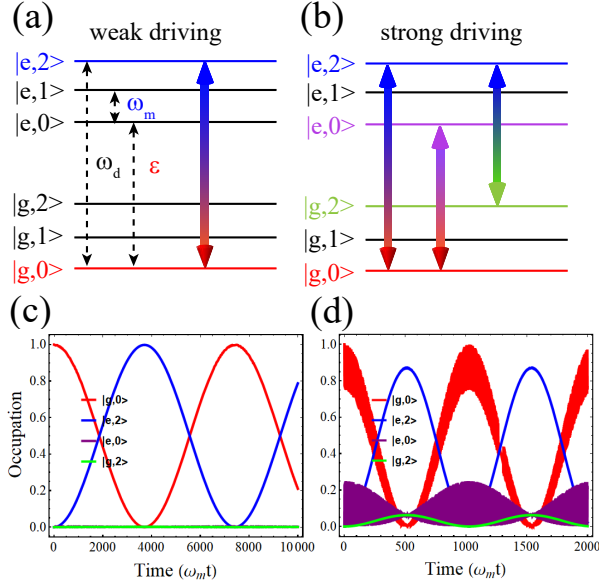 (a)
weak driving
|e,2>
|e,1>
|e,0>
ω_m
ω_d
ε
|g,2>
|g,1>
|g,0>
(b)
strong driving
|e,2>
|e,1>
|e,0>
|g,2>
|g,1>
|g,0>
(c)
Occupation
1.0
0.8
0.6
0.4
0.2
0.0
|g,0>
|e,2>
|e,0>
|g,2>
0
2000
4000
6000
8000
10000
Time (ω_m t)
(d)
1.0
0.8
0.6
0.4
0.2
0.0
|g,0>
|e,2>
|e,0>
|g,2>
0
500
1000
1500
2000
Time (ω_m t)